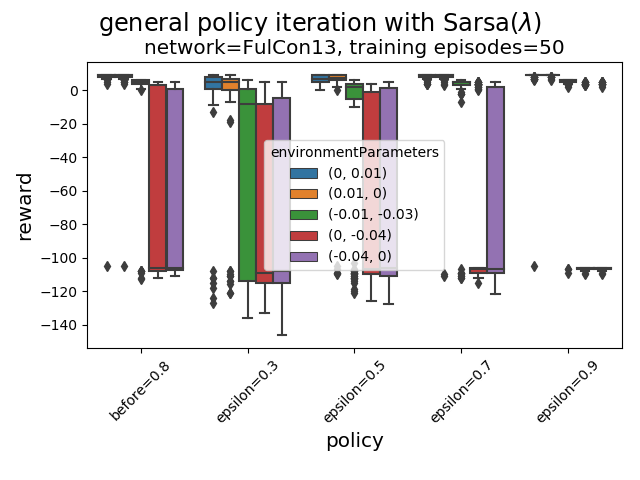 general policy iteration with Sarsa(λ)
network=FulCon13, training episodes=50
reward
0
−20
−40
−60
−80
−100
−120
−140
environmentParameters
(0, 0.01)
(0.01, 0)
(-0.01, -0.03)
(0, -0.04)
(-0.04, 0)
before=0.8
epsilon=0.3
epsilon=0.5
epsilon=0.7
epsilon=0.9
policy